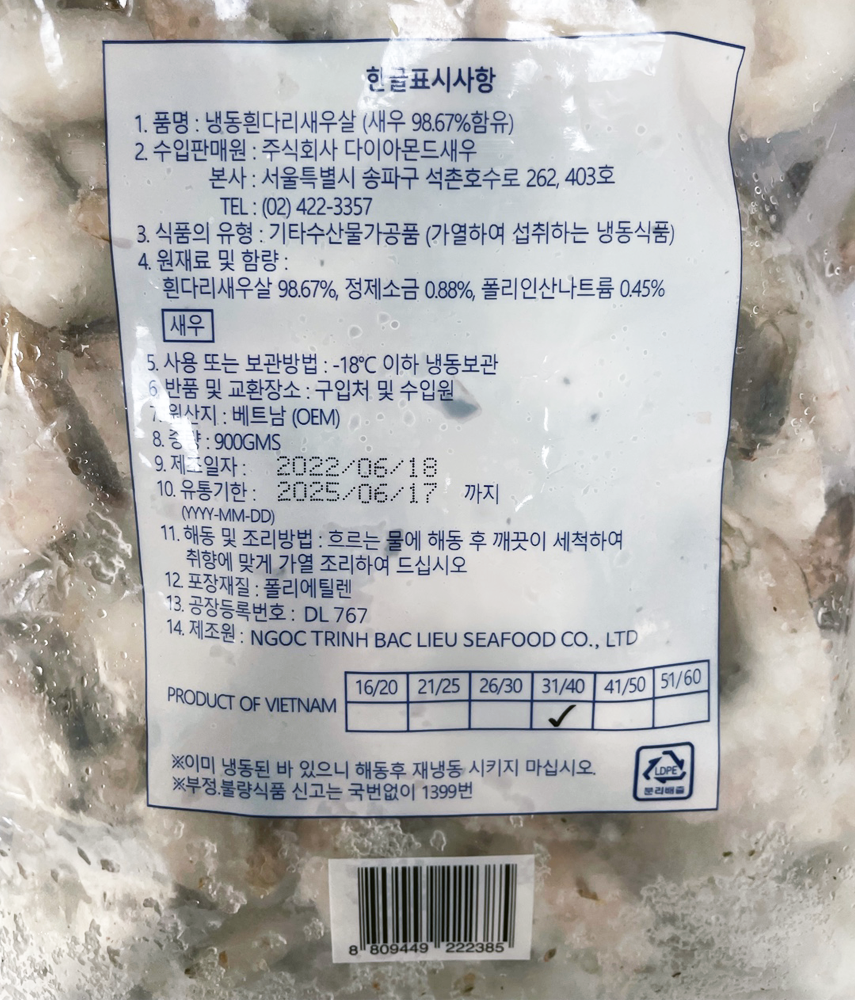 한글표시사항
1. 품명 : 냉동흰다리새우살 (새우 98.67%함유)
2. 수입판매원 : 주식회사 다이아몬드새우
본사 : 서울특별시 송파구 석촌호수로 262, 403호
TEL : (02) 422-3357
3. 식품의 유형 : 기타수산물가공품 (가열하여 섭취하는 냉동식품)
4. 원재료 및 함량 :
흰다리새우살 98.67%, 정제소금 0.88%, 폴리인산나트륨 0.45%
새우
5. 사용 또는 보관방법 : -18℃ 이하 냉동보관
6. 반품 및 교환장소 : 구입처 및 수입원
7. 원산지 : 베트남 (OEM)
8. 중량 : 900GMS
9. 제조일자 : 2022/06/18
10. 유통기한 : 2025/06/17 까지
(YYYY-MM-DD)
11. 해동 및 조리방법 : 흐르는 물에 해동 후 깨끗이 세척하여
취향에 맞게 가열 조리하여 드십시오
12. 포장재질 : 폴리에틸렌
13. 공장등록번호 : DL 767
14. 제조원 : NGOC TRINH BAC LIEU SEAFOOD CO., LTD
PRODUCT OF VIETNAM 16/20 21/25 26/30 31/40 41/50 51/60
✓
※이미 냉동된 바 있으니 해동후 재냉동 시키지 마십시오.
※부정.불량식품 신고는 국번없이 1399번
LDPE
분리배출
8 809449 222385